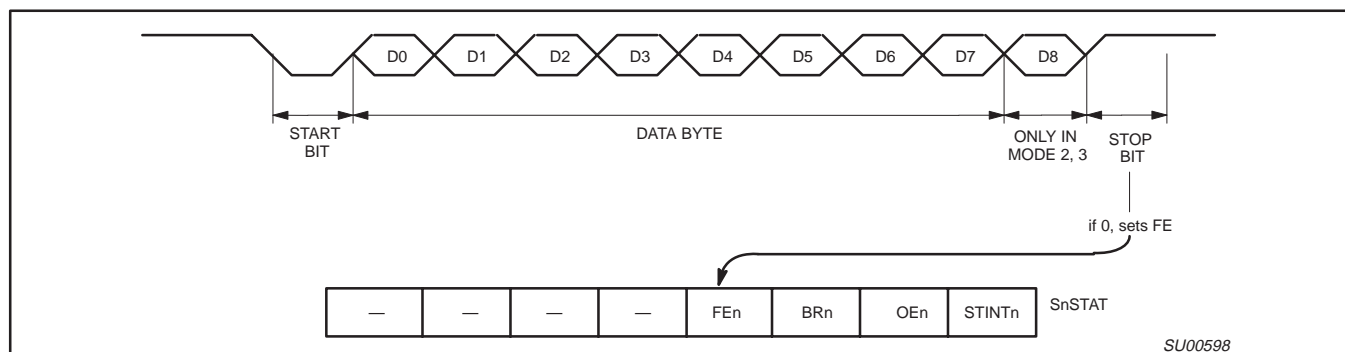 D0 D1 D2 D3 D4 D5 D6 D7 D8
START
BIT
DATA BYTE
ONLY IN
MODE 2, 3
STOP
BIT
if 0, sets FE
— — — — FEn BRn OEn STINTn SnSTAT
SU00598